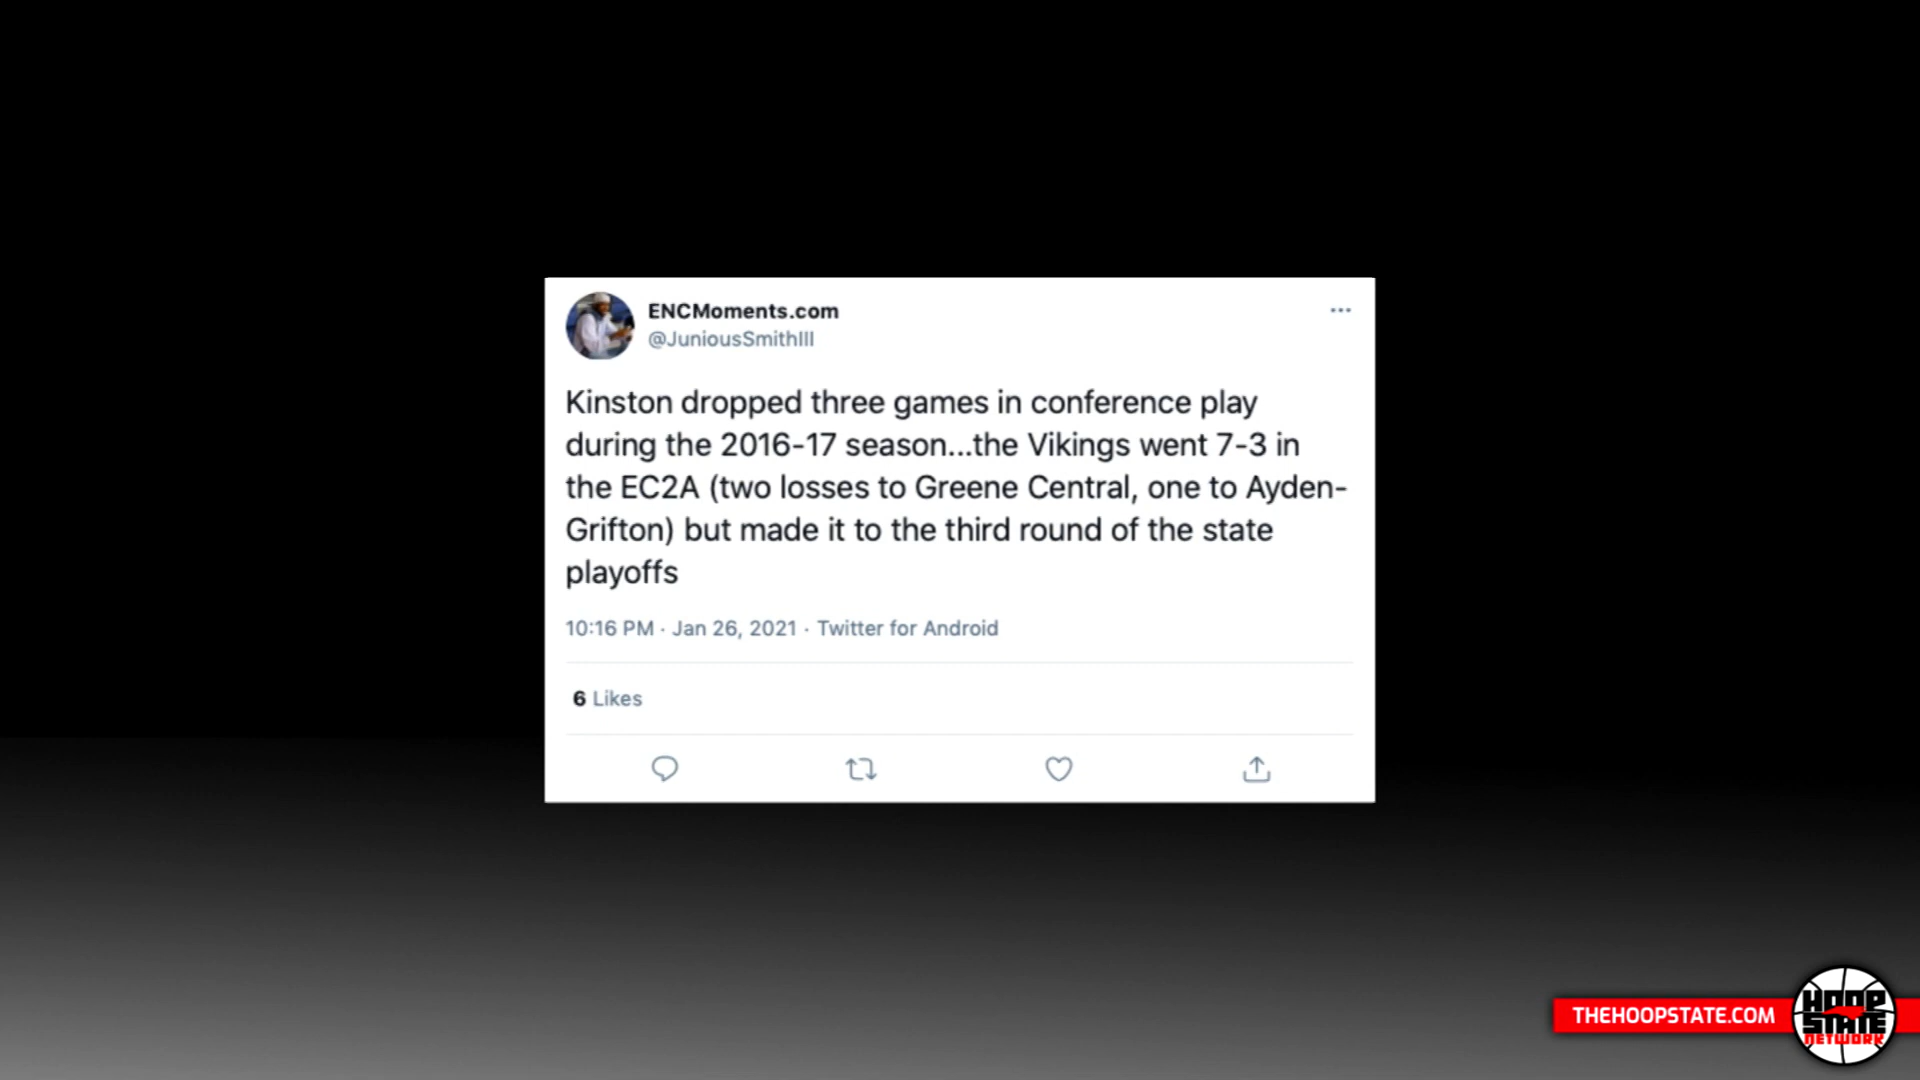 ENCMoments.com
@JuniousSmithIII
Kinston dropped three games in conference play
during the 2016-17 season...the Vikings went 7-3 in
the EC2A (two losses to Greene Central, one to Ayden-
Grifton) but made it to the third round of the state
playoffs
10:16 PM · Jan 26, 2021 · Twitter for Android
6 Likes
THEHOOPSTATE.COM
HOOP
STATE
NETWORK